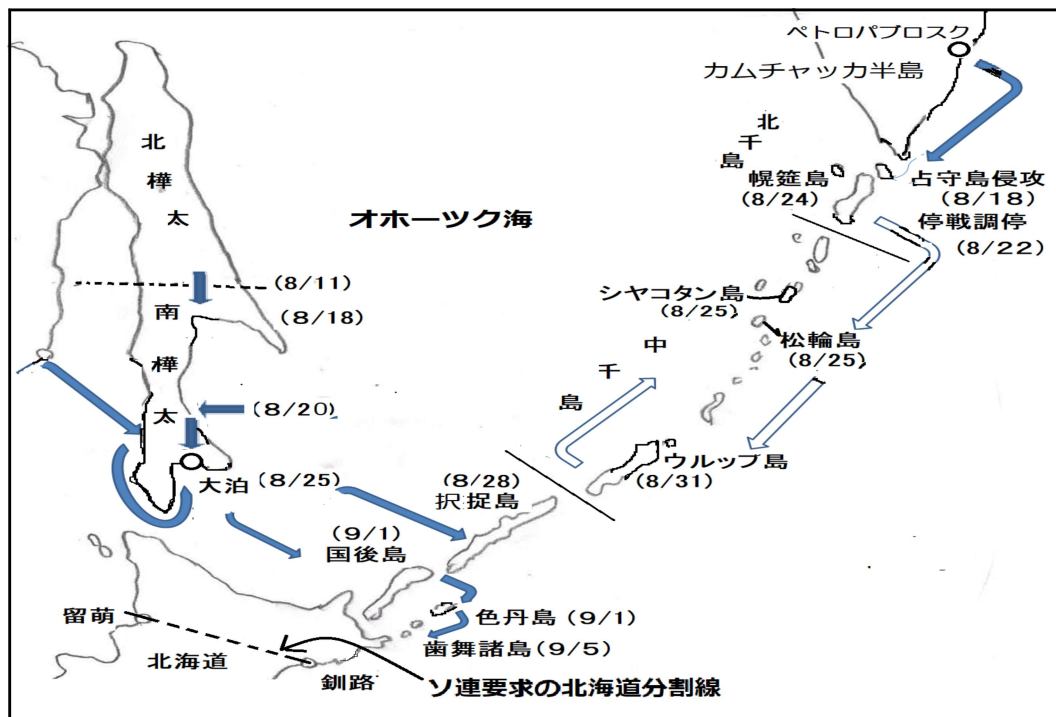 ペトロパブロスク
カムチャッカ半島
北千島
幌筵島
(8/24)
占守島侵攻
(8/18)
停戦調停
(8/22)
北樺太
オホーツク海
(8/11)
南樺太
(8/18)
シヤコタン島
(8/25)
松輪島
(8/25)
中千島
(8/20)
ウルップ島
(8/31)
大泊(8/25)
(8/28)
択捉島
(9/1)
国後島
色丹島(9/1)
歯舞諸島(9/5)
留萌
北海道
釧路
ソ連要求の北海道分割線